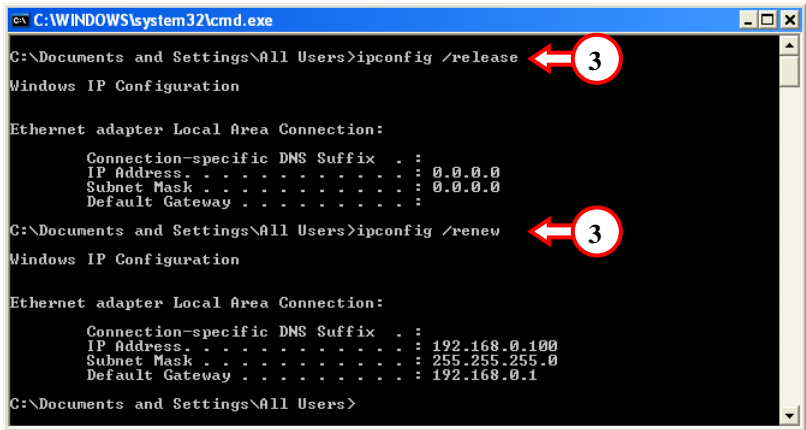 C:\WINDOWS\system32\cmd.exe
C:\Documents and Settings\All Users>ipconfig /release
3
Windows IP Configuration
Ethernet adapter Local Area Connection:
Connection-specific DNS Suffix . :
IP Address. . . . . . . . . . . . : 0.0.0.0
Subnet Mask . . . . . . . . . . . : 0.0.0.0
Default Gateway . . . . . . . . . :
C:\Documents and Settings\All Users>ipconfig /renew
3
Windows IP Configuration
Ethernet adapter Local Area Connection:
Connection-specific DNS Suffix . :
IP Address. . . . . . . . . . . . : 192.168.0.100
Subnet Mask . . . . . . . . . . . : 255.255.255.0
Default Gateway . . . . . . . . . : 192.168.0.1
C:\Documents and Settings\All Users>